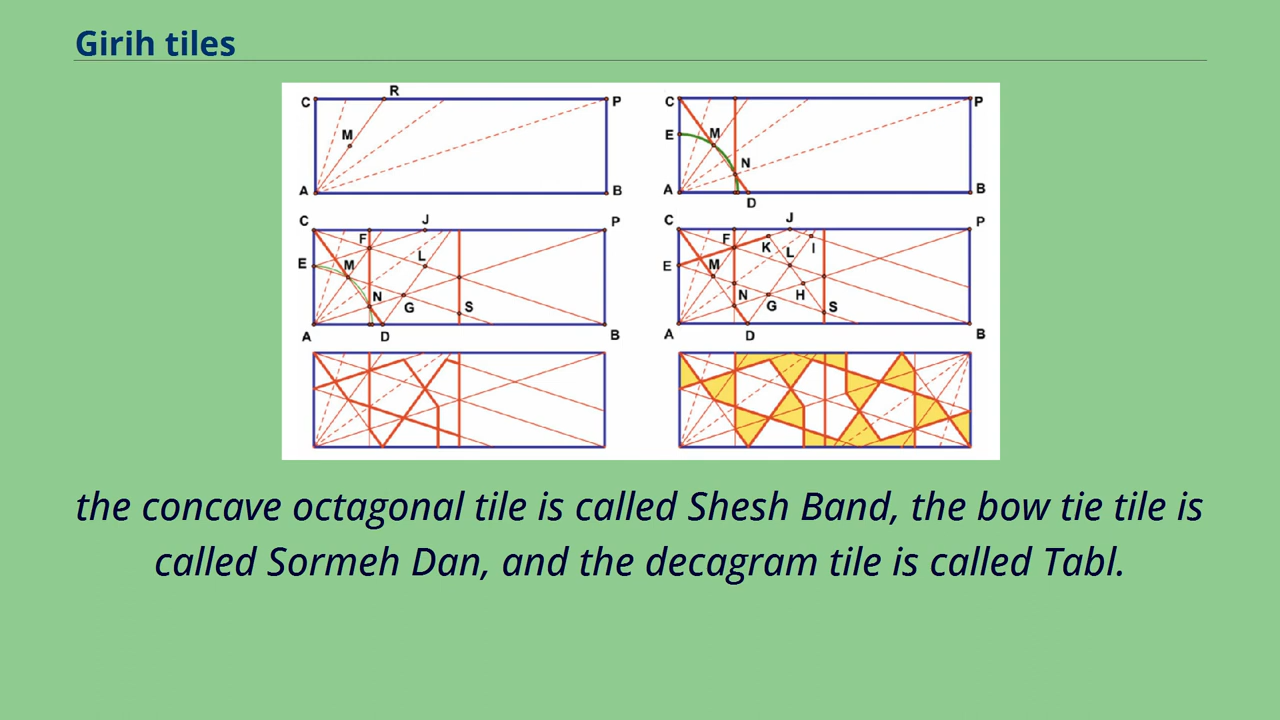 Girih tiles
C R P
M
A B
C P
E M
N
A B
D
C J P
F
E M L
N G S
A D B
C J P
F K I
E M L
N G H S
A D B
the concave octagonal tile is called Shesh Band, the bow tie tile is
called Sormeh Dan, and the decagram tile is called Tabl.